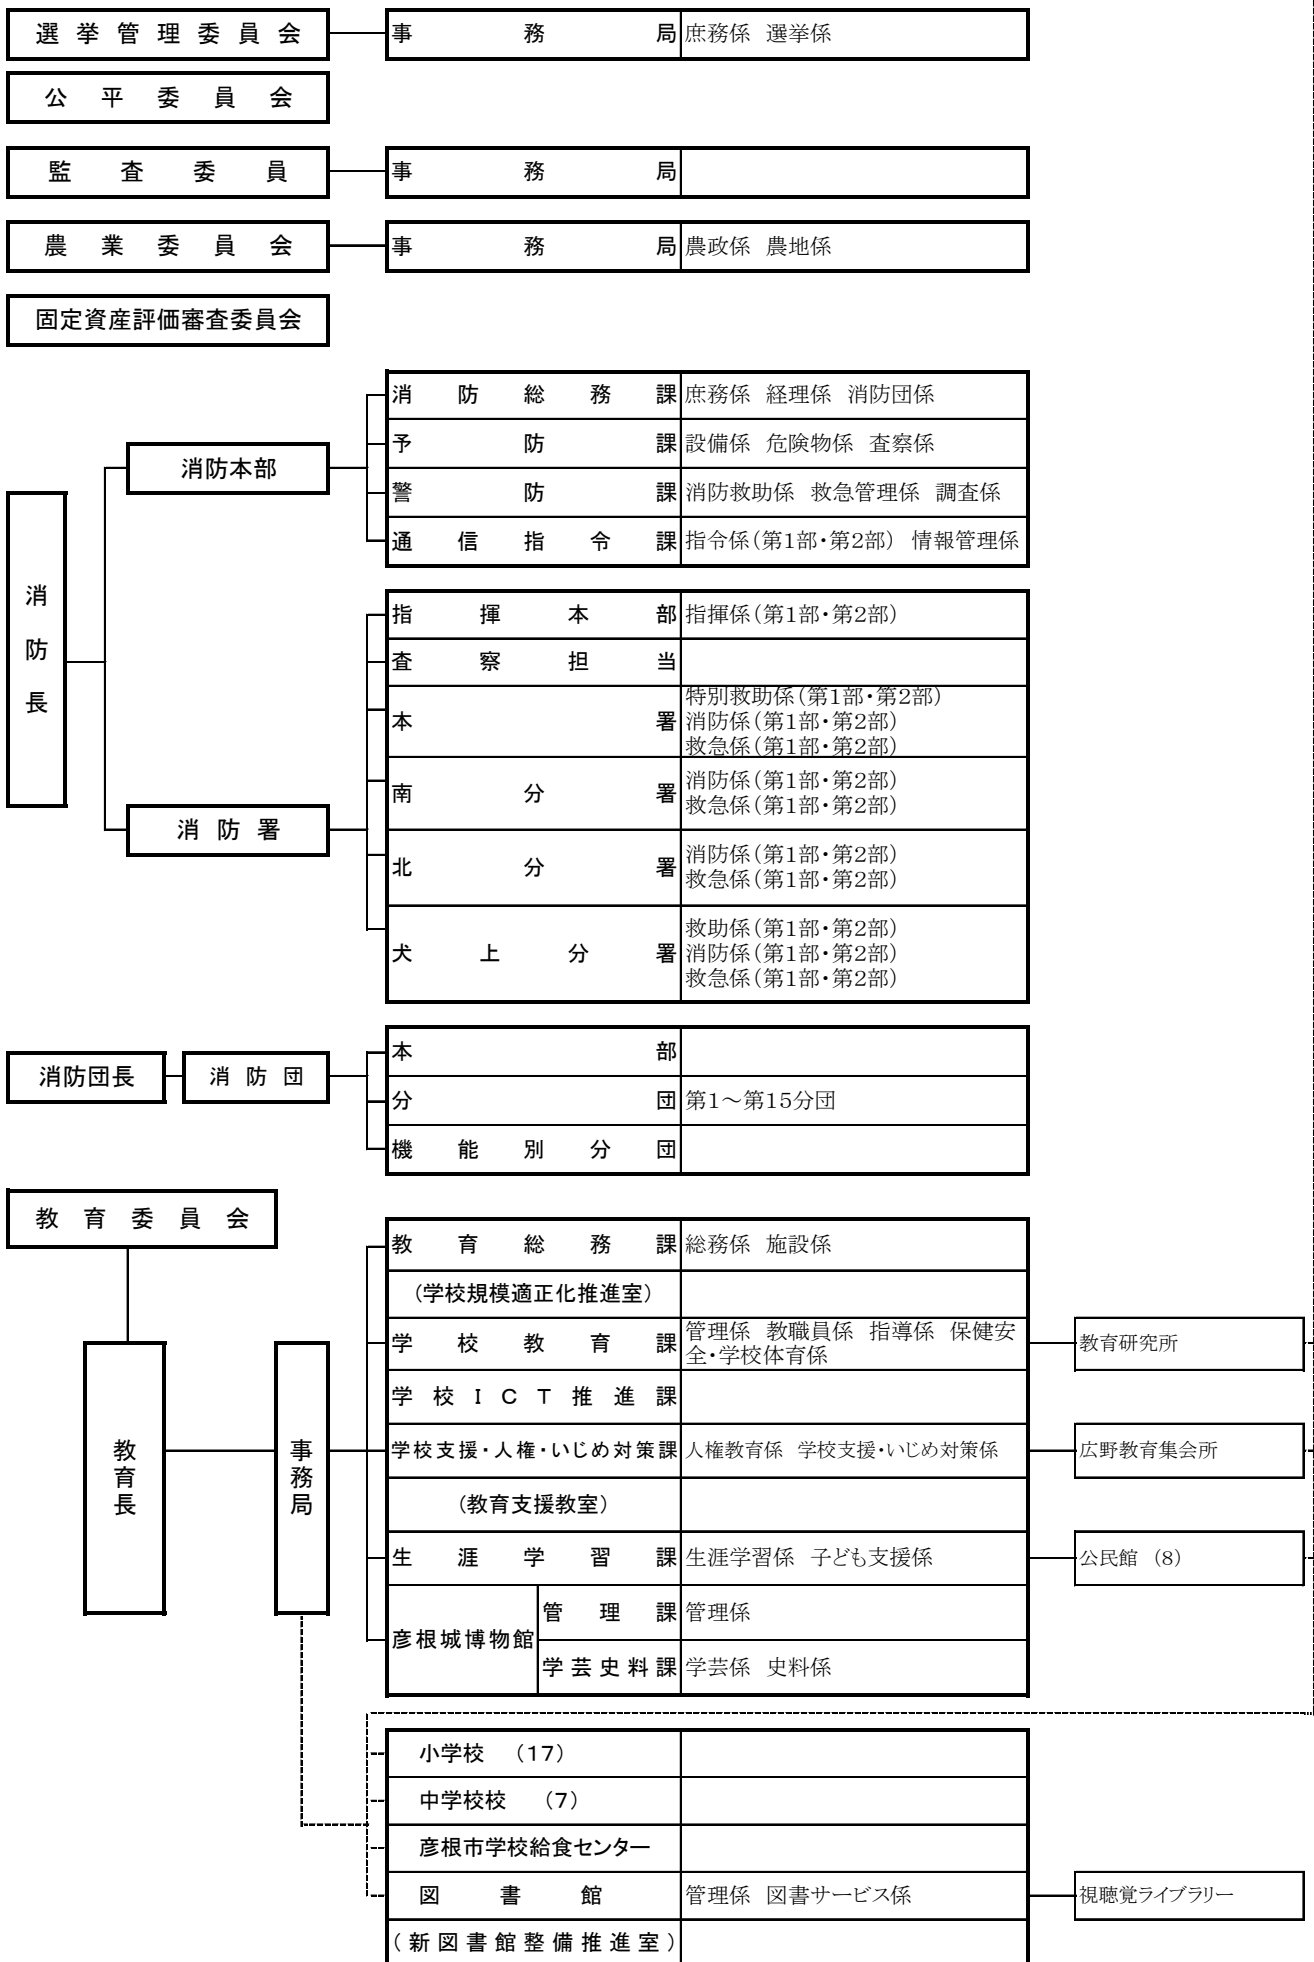 選挙管理委員会 事務局 庶務係 選挙係
公平委員会
監査委員 事務局
農業委員会 事務局 農政係 農地係
固定資産評価審査委員会
消防長
消防本部
消防総務課 庶務係 経理係 消防団係
予防課 設備係 危険物係 査察係
警防課 消防救助係 救急管理係 調査係
通信指令課 指令係(第1部・第2部) 情報管理係
消防署
指揮本部 指揮係(第1部・第2部)
査察担当
本署 特別救助係(第1部・第2部)
消防係(第1部・第2部)
救急係(第1部・第2部)
南分署 消防係(第1部・第2部)
救急係(第1部・第2部)
北分署 消防係(第1部・第2部)
救急係(第1部・第2部)
犬上分署 救助係(第1部・第2部)
消防係(第1部・第2部)
救急係(第1部・第2部)
消防団長 消防団
本部
分団 第1～第15分団
機能別分団
教育委員会
教育長
事務局
教育総務課 総務係 施設係
(学校規模適正化推進室)
学校教育課 管理係 教職員係 指導係 保健安
全・学校体育係
教育研究所
学校ICT推進課
学校支援・人権・いじめ対策課 人権教育係 学校支援・いじめ対策係 広野教育集会所
(教育支援教室)
生涯学習課 生涯学習係 子ども支援係 公民館 (8)
彦根城博物館
管理課 管理係
学芸史料課 学芸係 史料係
小学校 (17)
中学校校 (7)
彦根市学校給食センター
図書館 管理係 図書サービス係 視聴覚ライブラリー
(新図書館整備推進室)